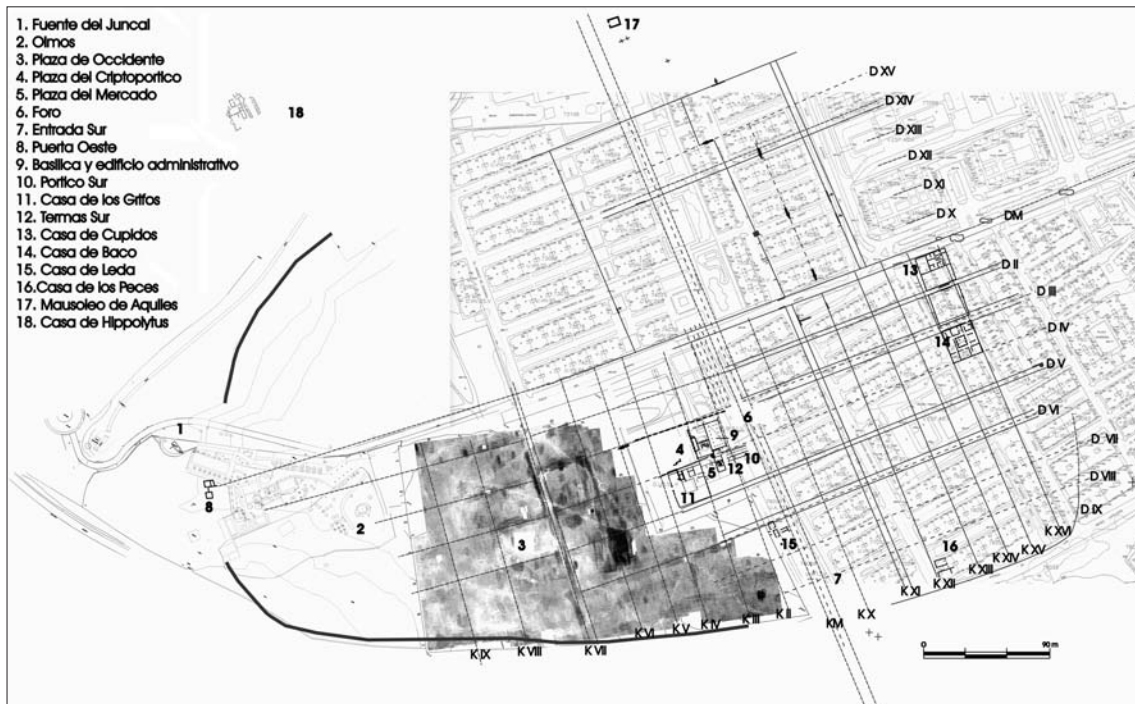 1. Fuente del Juncal
2. Olmos
3. Plaza de Occidente
4. Plaza del Criptoportico
5. Plaza del Mercado
6. Foro
7. Entrada Sur
8. Puerta Oeste
9. Basilica y edificio administrativo
10. Portico Sur
11. Casa de los Grifos
12. Termas Sur
13. Casa de Cupidos
14. Casa de Baco
15. Casa de Leda
16.Casa de los Peces
17. Mausoleo de Aquiles
18. Casa de Hippolytus
17
18
D XV
D XIV
D XIII
D XII
D XI
D X
DM
13
D II
D III
14
D IV
D V
D VI
6
1
9
4
10
5
12
D VII
8
11
D VIII
2
D IX
3
15
K XVI
16
K XV
K XIV
K XIII
7
K XII
K XI
K X
K II
KM
K III
K IV
K V
K VI
K VII
K VIII
K IX
0
90 m